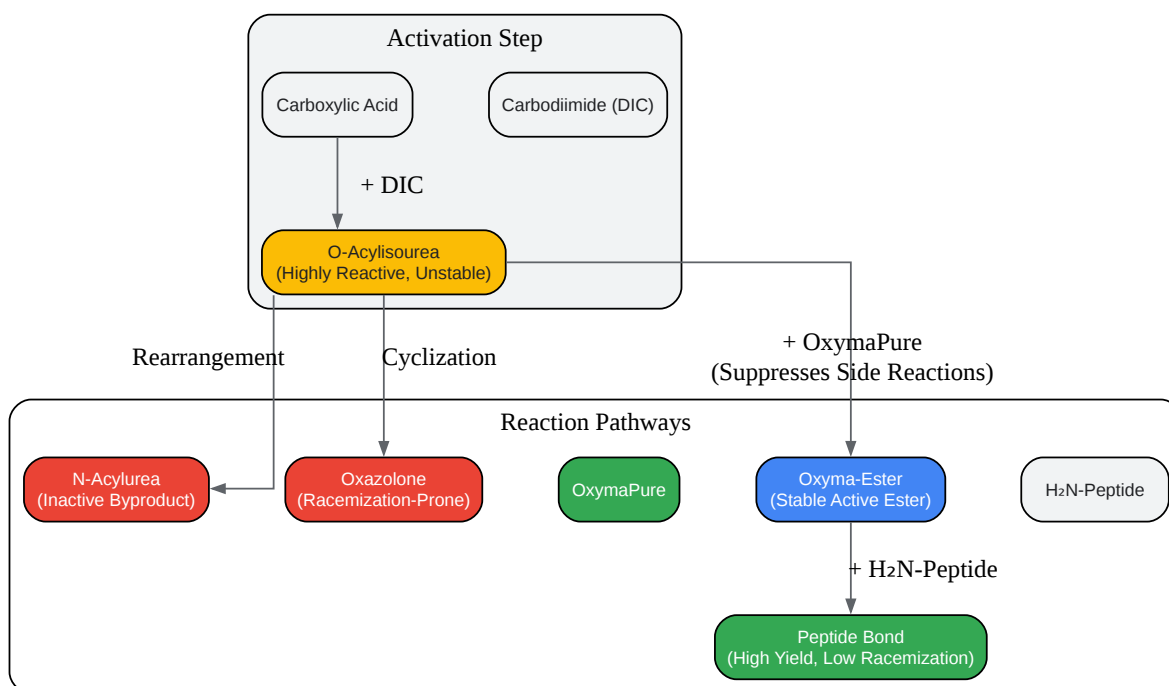 Activation Step
Carboxylic Acid
Carbodiimide (DIC)
+ DIC
O-Acylisourea
(Highly Reactive, Unstable)
Rearrangement
Cyclization
+ OxymaPure
(Suppresses Side Reactions)
Reaction Pathways
N-Acylurea
(Inactive Byproduct)
Oxazolone
(Racemization-Prone)
OxymaPure
Oxyma-Ester
(Stable Active Ester)
H₂N-Peptide
+ H₂N-Peptide
Peptide Bond
(High Yield, Low Racemization)